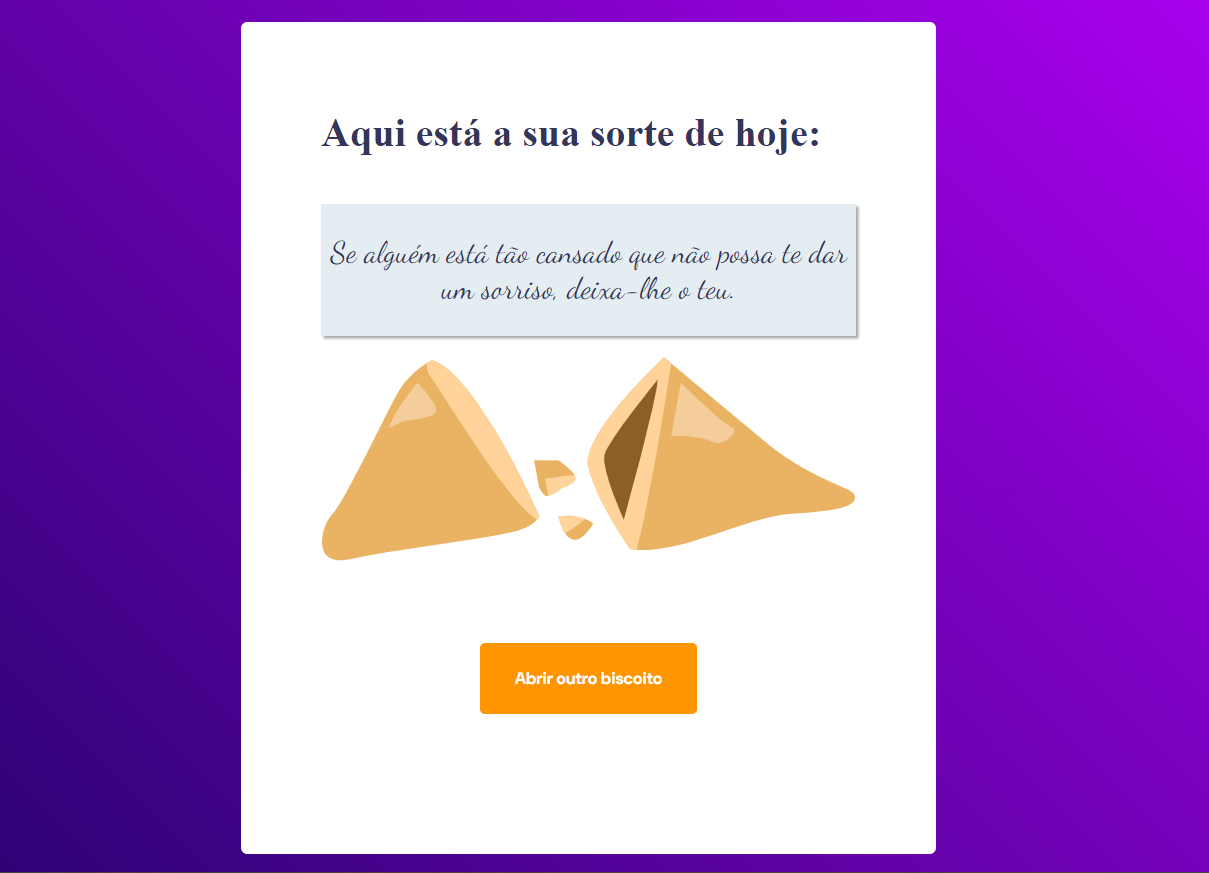 Aqui está a sua sorte de hoje:
Se alguém está tão cansado que não possa te dar
um sorriso, deixa-lhe o teu.
Abrir outro biscoito